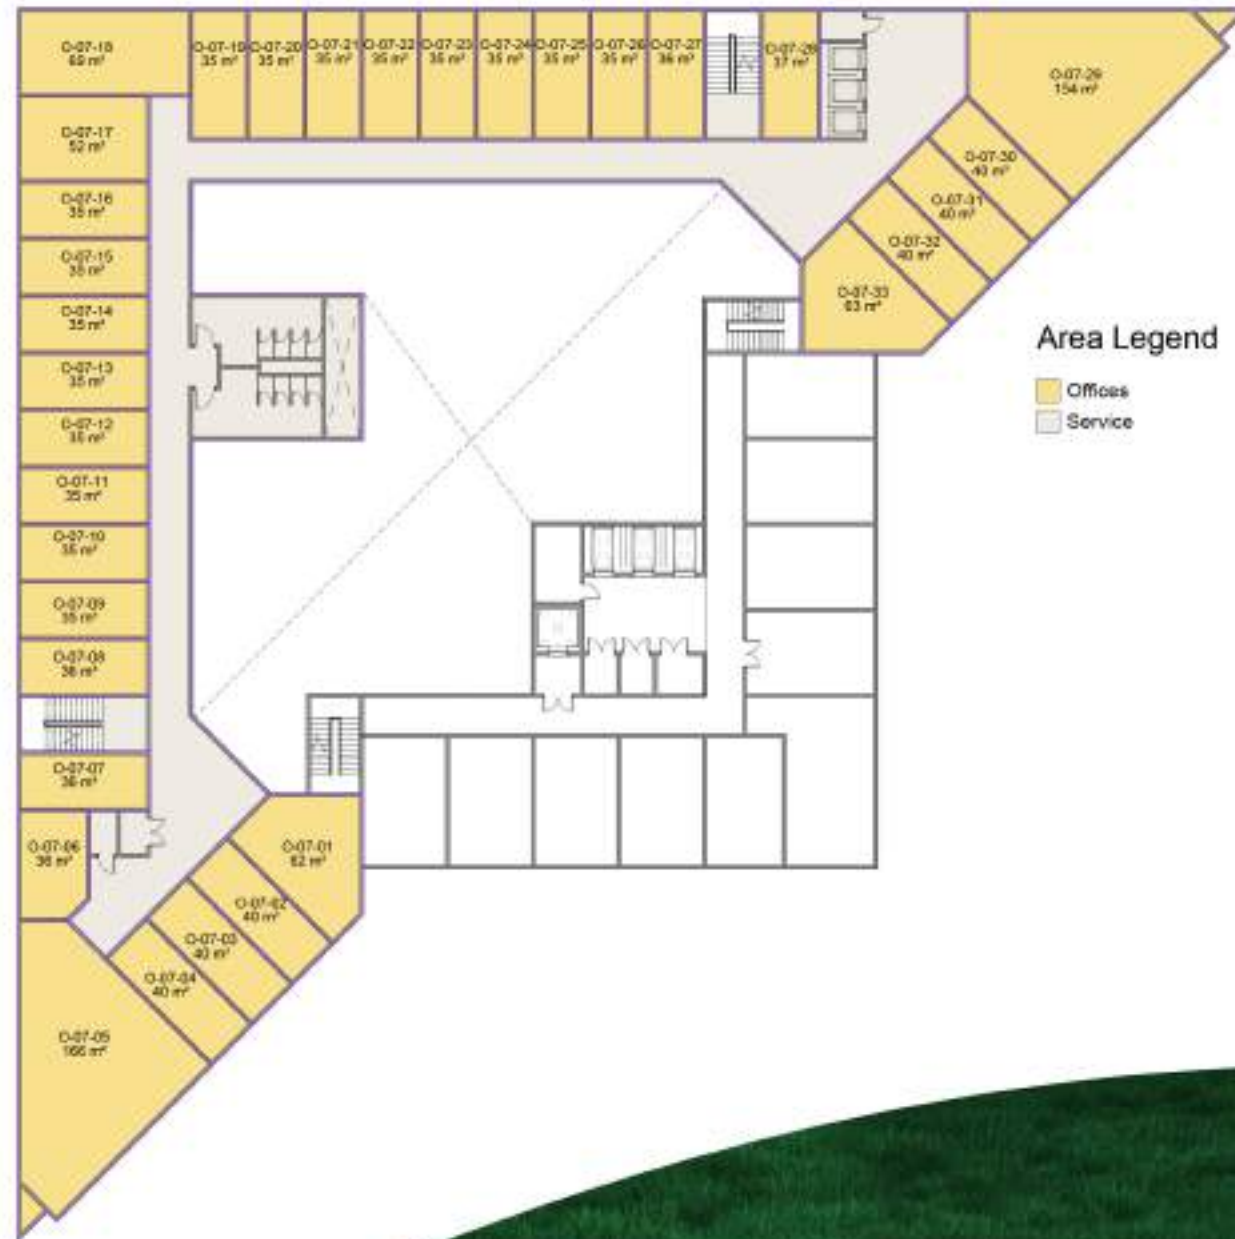 O-07-18
69 m²
O-07-19
35 m²
O-07-20
35 m²
O-07-21
35 m²
O-07-22
35 m²
O-07-23
35 m²
O-07-24
35 m²
O-07-25
35 m²
O-07-26
35 m²
O-07-27
36 m²
O-07-28
37 m²
O-07-29
154 m²
O-07-17
52 m²
O-07-30
40 m²
O-07-16
35 m²
O-07-31
40 m²
O-07-15
35 m²
O-07-32
40 m²
O-07-14
35 m²
O-07-33
63 m²
Area Legend
Offices
Service
O-07-13
35 m²
O-07-12
35 m²
O-07-11
35 m²
O-07-10
35 m²
O-07-09
35 m²
O-07-08
36 m²
O-07-07
36 m²
O-07-06
36 m²
O-07-01
62 m²
O-07-02
40 m²
O-07-03
40 m²
O-07-04
40 m²
O-07-05
166 m²